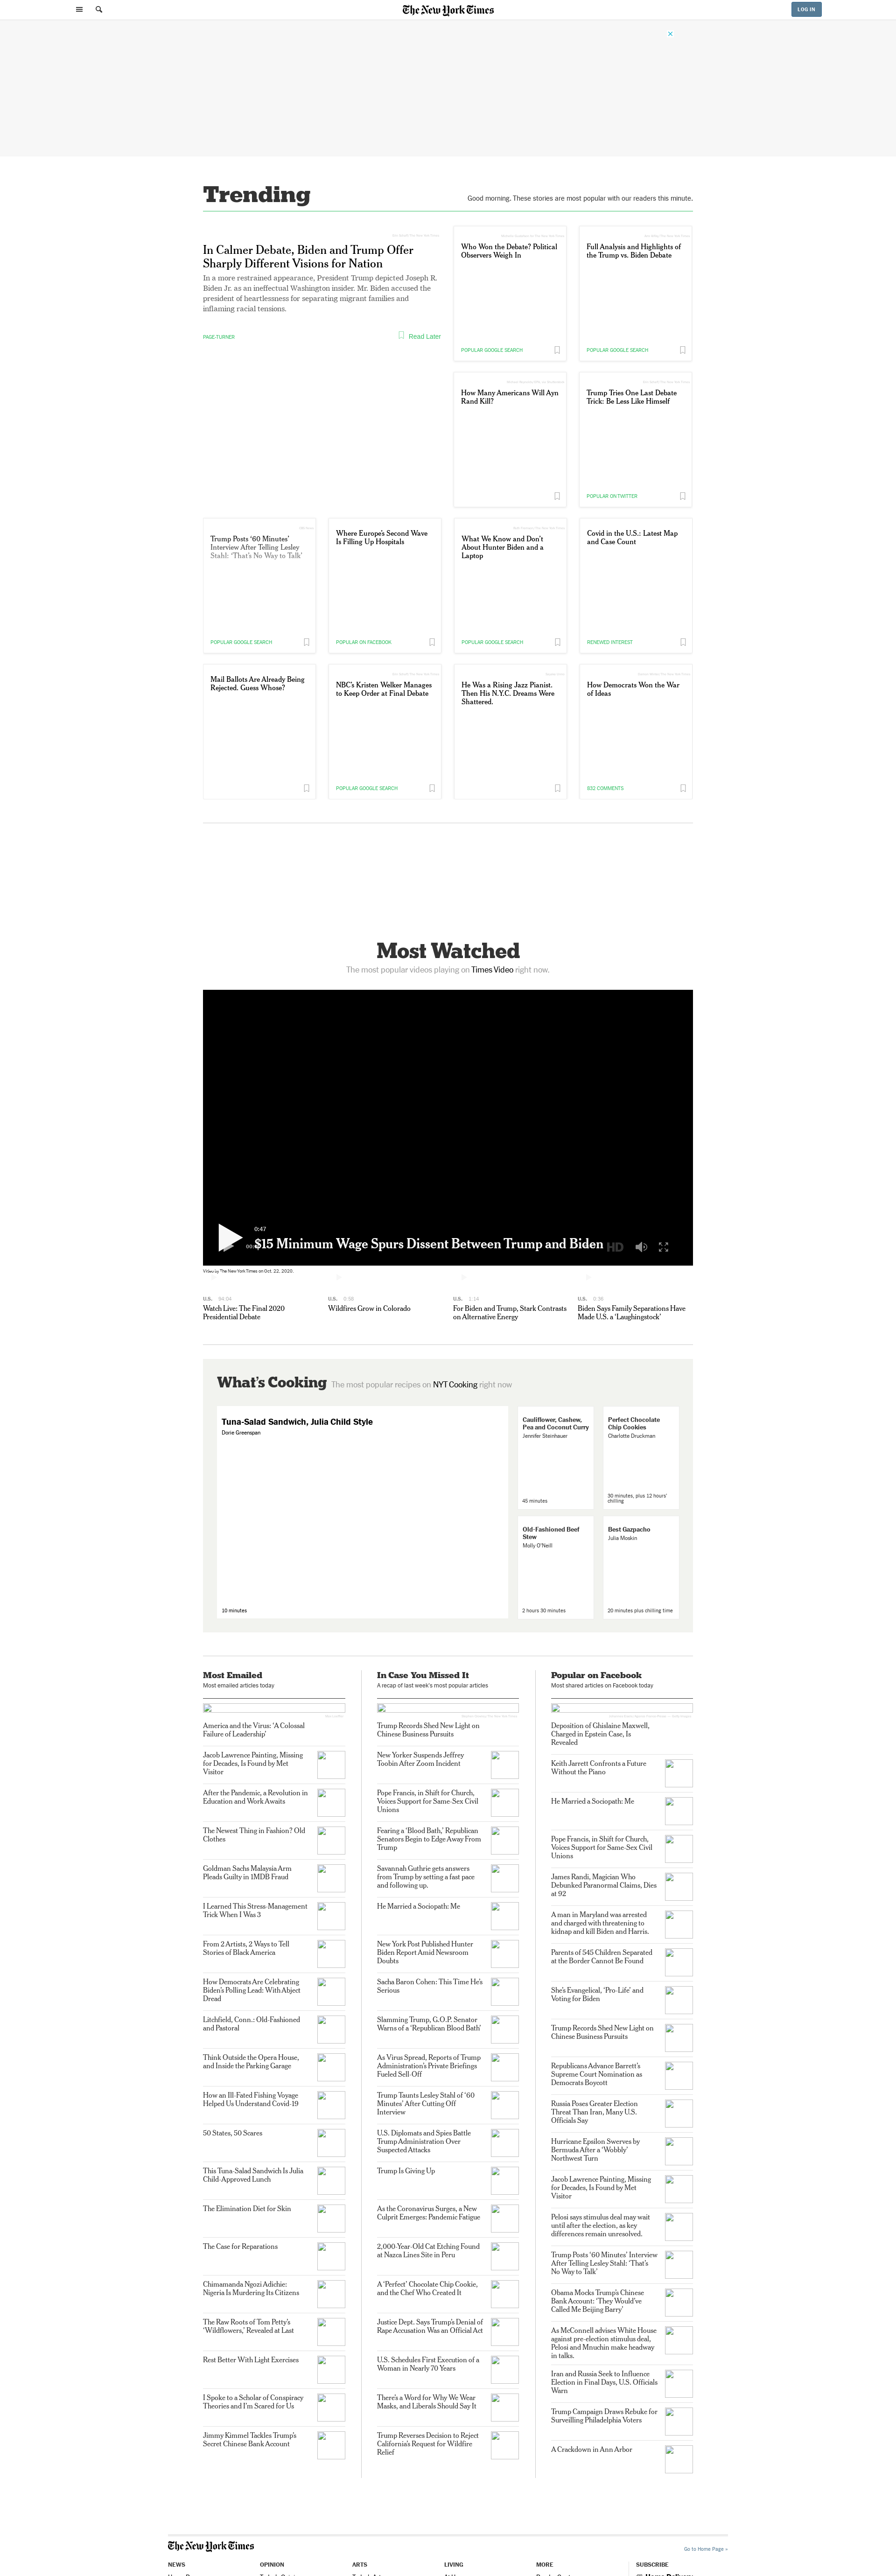 The New York Times
LOG IN
Trending
Good morning. These stories are most popular with our readers this minute.
In Calmer Debate, Biden and Trump Offer
Sharply Different Visions for Nation
In a more restrained appearance, President Trump depicted Joseph R.
Biden Jr. as an ineffectual Washington insider. Mr. Biden accused the
president of heartlessness for separating migrant families and
inflaming racial tensions.
PAGE-TURNER
Read Later
Who Won the Debate? Political
Observers Weigh In
POPULAR GOOGLE SEARCH
Full Analysis and Highlights of
the Trump vs. Biden Debate
POPULAR GOOGLE SEARCH
How Many Americans Will Ayn
Rand Kill?
Trump Tries One Last Debate
Trick: Be Less Like Himself
POPULAR ON TWITTER
Trump Posts ‘60 Minutes’
Interview After Telling Lesley
Stahl: ‘That’s No Way to Talk’
POPULAR GOOGLE SEARCH
Where Europe’s Second Wave
Is Filling Up Hospitals
POPULAR ON FACEBOOK
What We Know and Don’t
About Hunter Biden and a
Laptop
POPULAR GOOGLE SEARCH
Covid in the U.S.: Latest Map
and Case Count
RENEWED INTEREST
Mail Ballots Are Already Being
Rejected. Guess Whose?
NBC’s Kristen Welker Manages
to Keep Order at Final Debate
POPULAR GOOGLE SEARCH
He Was a Rising Jazz Pianist.
Then His N.Y.C. Dreams Were
Shattered.
How Democrats Won the War
of Ideas
832 COMMENTS
Most Watched
The most popular videos playing on Times Video right now.
0:47
$15 Minimum Wage Spurs Dissent Between Trump and Biden
HD
The New York Times on Oct. 22, 2020.
U.S. 94:04
Watch Live: The Final 2020
Presidential Debate
U.S. 0:58
Wildfires Grow in Colorado
U.S. 1:14
For Biden and Trump, Stark Contrasts
on Alternative Energy
U.S. 0:36
Biden Says Family Separations Have
Made U.S. a ‘Laughingstock’
What’s Cooking
The most popular recipes on NYT Cooking right now
Tuna-Salad Sandwich, Julia Child Style
Dorie Greenspan
10 minutes
Cauliflower, Cashew,
Pea and Coconut Curry
Jennifer Steinhauer
45 minutes
Perfect Chocolate
Chip Cookies
Charlotte Druckman
30 minutes, plus 12 hours'
chilling
Old-Fashioned Beef
Stew
Molly O'Neill
2 hours 30 minutes
Best Gazpacho
Julia Moskin
20 minutes plus chilling time
Most Emailed
Most emailed articles today
America and the Virus: ‘A Colossal
Failure of Leadership’
Jacob Lawrence Painting, Missing
for Decades, Is Found by Met
Visitor
After the Pandemic, a Revolution in
Education and Work Awaits
The Newest Thing in Fashion? Old
Clothes
Goldman Sachs Malaysia Arm
Pleads Guilty in 1MDB Fraud
I Learned This Stress-Management
Trick When I Was 3
From 2 Artists, 2 Ways to Tell
Stories of Black America
How Democrats Are Celebrating
Biden’s Polling Lead: With Abject
Dread
Litchfield, Conn.: Old-Fashioned
and Pastoral
Think Outside the Opera House,
and Inside the Parking Garage
How an Ill-Fated Fishing Voyage
Helped Us Understand Covid-19
50 States, 50 Scares
This Tuna-Salad Sandwich Is Julia
Child-Approved Lunch
The Elimination Diet for Skin
The Case for Reparations
Chimamanda Ngozi Adichie:
Nigeria Is Murdering Its Citizens
The Raw Roots of Tom Petty’s
‘Wildflowers,’ Revealed at Last
Rest Better With Light Exercises
I Spoke to a Scholar of Conspiracy
Theories and I’m Scared for Us
Jimmy Kimmel Tackles Trump’s
Secret Chinese Bank Account
In Case You Missed It
A recap of last week’s most popular articles
Trump Records Shed New Light on
Chinese Business Pursuits
New Yorker Suspends Jeffrey
Toobin After Zoom Incident
Pope Francis, in Shift for Church,
Voices Support for Same-Sex Civil
Unions
Fearing a ‘Blood Bath,’ Republican
Senators Begin to Edge Away From
Trump
Savannah Guthrie gets answers
from Trump by setting a fast pace
and following up.
He Married a Sociopath: Me
New York Post Published Hunter
Biden Report Amid Newsroom
Doubts
Sacha Baron Cohen: This Time He’s
Serious
Slamming Trump, G.O.P. Senator
Warns of a ‘Republican Blood Bath’
As Virus Spread, Reports of Trump
Administration’s Private Briefings
Fueled Sell-Off
Trump Taunts Lesley Stahl of ‘60
Minutes’ After Cutting Off
Interview
U.S. Diplomats and Spies Battle
Trump Administration Over
Suspected Attacks
Trump Is Giving Up
As the Coronavirus Surges, a New
Culprit Emerges: Pandemic Fatigue
2,000-Year-Old Cat Etching Found
at Nazca Lines Site in Peru
A ‘Perfect’ Chocolate Chip Cookie,
and the Chef Who Created It
Justice Dept. Says Trump’s Denial of
Rape Accusation Was an Official Act
U.S. Schedules First Execution of a
Woman in Nearly 70 Years
There’s a Word for Why We Wear
Masks, and Liberals Should Say It
Trump Reverses Decision to Reject
California’s Request for Wildfire
Relief
Popular on Facebook
Most shared articles on Facebook today
Deposition of Ghislaine Maxwell,
Charged in Epstein Case, Is
Revealed
Keith Jarrett Confronts a Future
Without the Piano
He Married a Sociopath: Me
Pope Francis, in Shift for Church,
Voices Support for Same-Sex Civil
Unions
James Randi, Magician Who
Debunked Paranormal Claims, Dies
at 92
A man in Maryland was arrested
and charged with threatening to
kidnap and kill Biden and Harris.
Parents of 545 Children Separated
at the Border Cannot Be Found
She’s Evangelical, ‘Pro-Life’ and
Voting for Biden
Trump Records Shed New Light on
Chinese Business Pursuits
Republicans Advance Barrett’s
Supreme Court Nomination as
Democrats Boycott
Russia Poses Greater Election
Threat Than Iran, Many U.S.
Officials Say
Hurricane Epsilon Swerves by
Bermuda After a ‘Wobbly’
Northwest Turn
Jacob Lawrence Painting, Missing
for Decades, Is Found by Met
Visitor
Pelosi says stimulus deal may wait
until after the election, as key
differences remain unresolved.
Trump Posts ‘60 Minutes’ Interview
After Telling Lesley Stahl: ‘That’s
No Way to Talk’
Obama Mocks Trump’s Chinese
Bank Account: ‘They Would’ve
Called Me Beijing Barry’
As McConnell advises White House
against pre-election stimulus deal,
Pelosi and Mnuchin make headway
in talks.
Iran and Russia Seek to Influence
Election in Final Days, U.S. Officials
Warn
Trump Campaign Draws Rebuke for
Surveilling Philadelphia Voters
A Crackdown in Ann Arbor
The New York Times
Go to Home Page »
NEWS
OPINION
ARTS
LIVING
MORE
SUBSCRIBE